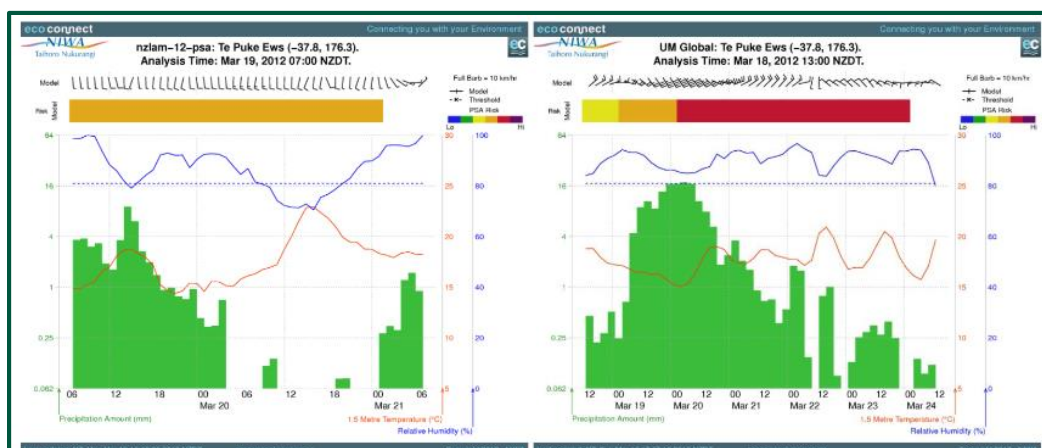 eco connect
Connecting you with your Environment
NIWA
Taihoro Nukurangi
nzlam-12-psa: Te Puke Ews (-37.8, 176.3).
Analysis Time: Mar 19, 2012 07:00 NZDT.
ec
Full Barb = 10 km/hr
Model
Threshold
PSA Risk
Lo
Hi
Model
Risk
Model
64
16
4
1
0.25
0.062
30
25
20
15
10
5
100
80
60
40
20
0
06 12 18 00 06 12 18 00 06
Mar 20 Mar 21
Precipitation Amount (mm)
1.5 Metre Temperature (°C)
Relative Humidity (%)
eco connect
Connecting you with your Environment
NIWA
Taihoro Nukurangi
UM Global: Te Puke Ews (-37.8, 176.3).
Analysis Time: Mar 18, 2012 13:00 NZDT.
ec
Full Barb = 10 km/hr
Model
Threshold
PSA Risk
Lo
Hi
Model
Risk
Model
64
16
4
1
0.25
0.062
30
25
20
15
10
5
100
80
60
40
20
0
12 00 12 00 12 00 12 00 12 00 12 00 12
Mar 19 Mar 20 Mar 21 Mar 22 Mar 23 Mar 24
Precipitation Amount (mm)
1.5 Metre Temperature (°C)
Relative Humidity (%)